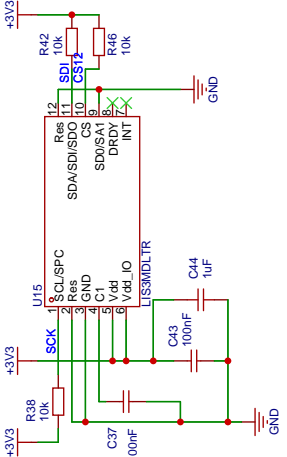 +3V3
R42
10k
R46
10k
SDI
CS12
GND
12
11
10
9
8
7
Res
SDA/SDI/SDO
CS
SD0/SA1
DRDY
INT
U15
LIS3MDLTR
SCL/SPC
Res
GND
C1
Vdd
Vdd_IO
1
2
3
4
5
6
SCK
+3V3
R38
10k
+3V3
C44
1uF
C43
100nF
C37
00nF
GND